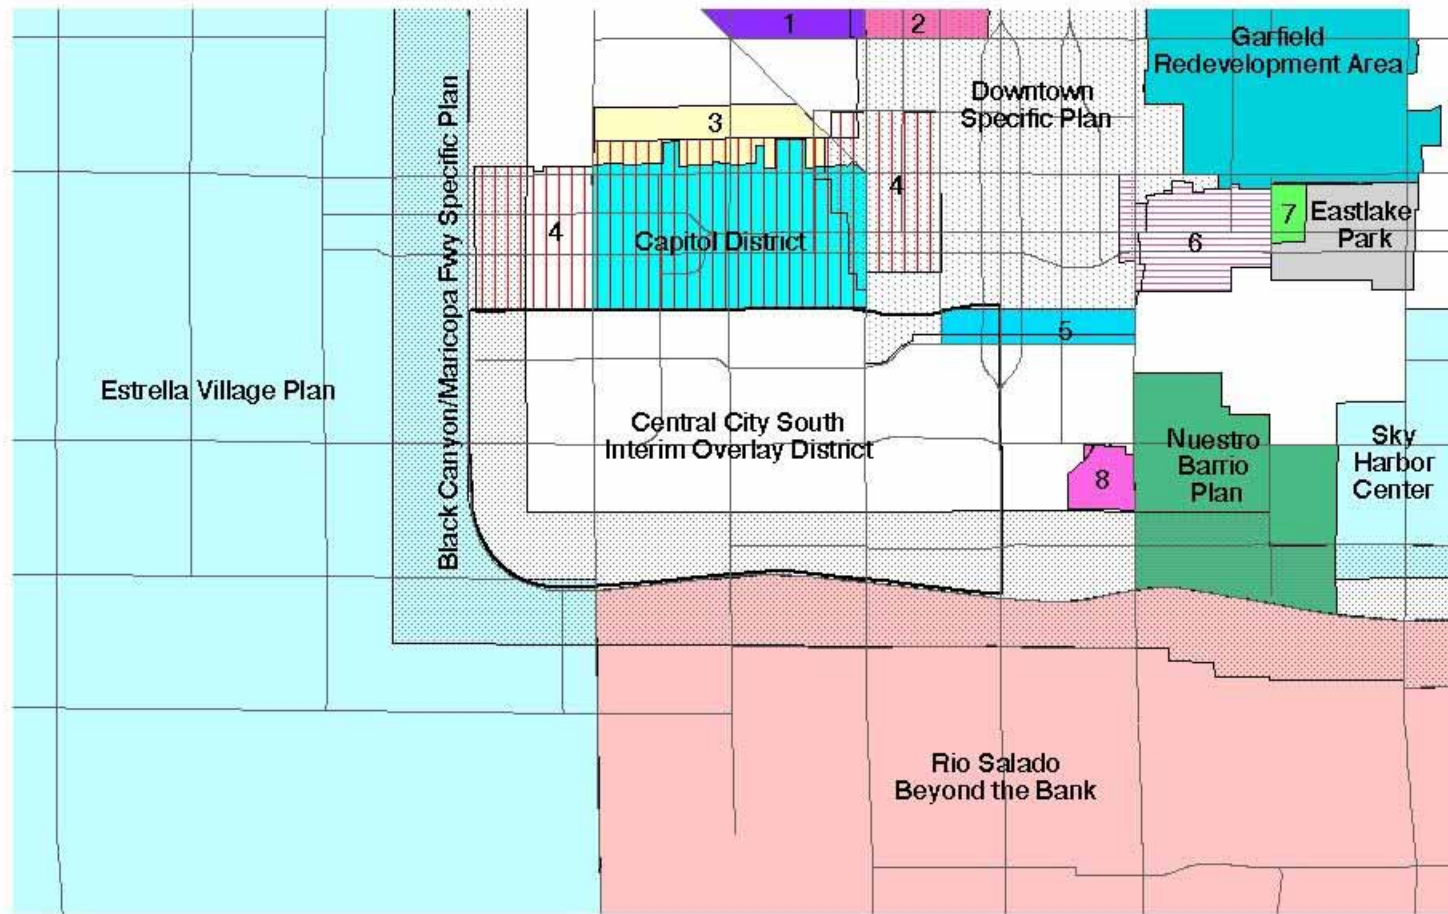 1
2
Garfield
Redevelopment Area
Downtown
Specific Plan
3
4
4
Capitol District
6
7
Eastlake
Park
Black Canyon/Maricopa Fwy Specific Plan
5
Estrella Village Plan
Central City South
Interim Overlay District
8
Nuestro
Barrio
Plan
Sky
Harbor
Center
Rio Salado
Beyond the Bank